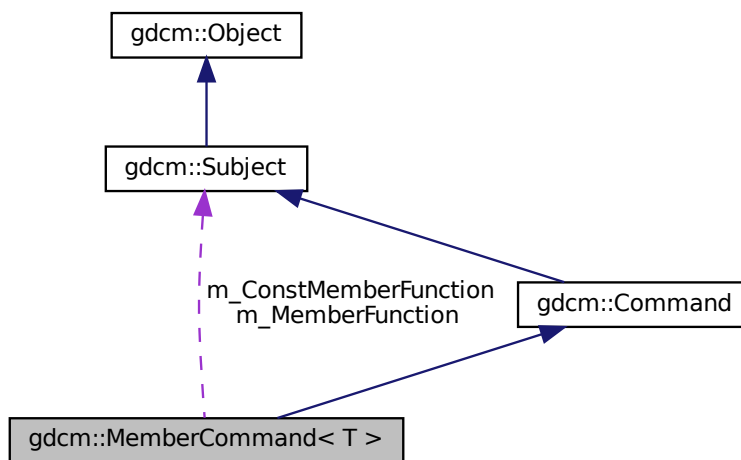 gdcm::Object
gdcm::Subject
m_ConstMemberFunction
m_MemberFunction
gdcm::Command
gdcm::MemberCommand< T >